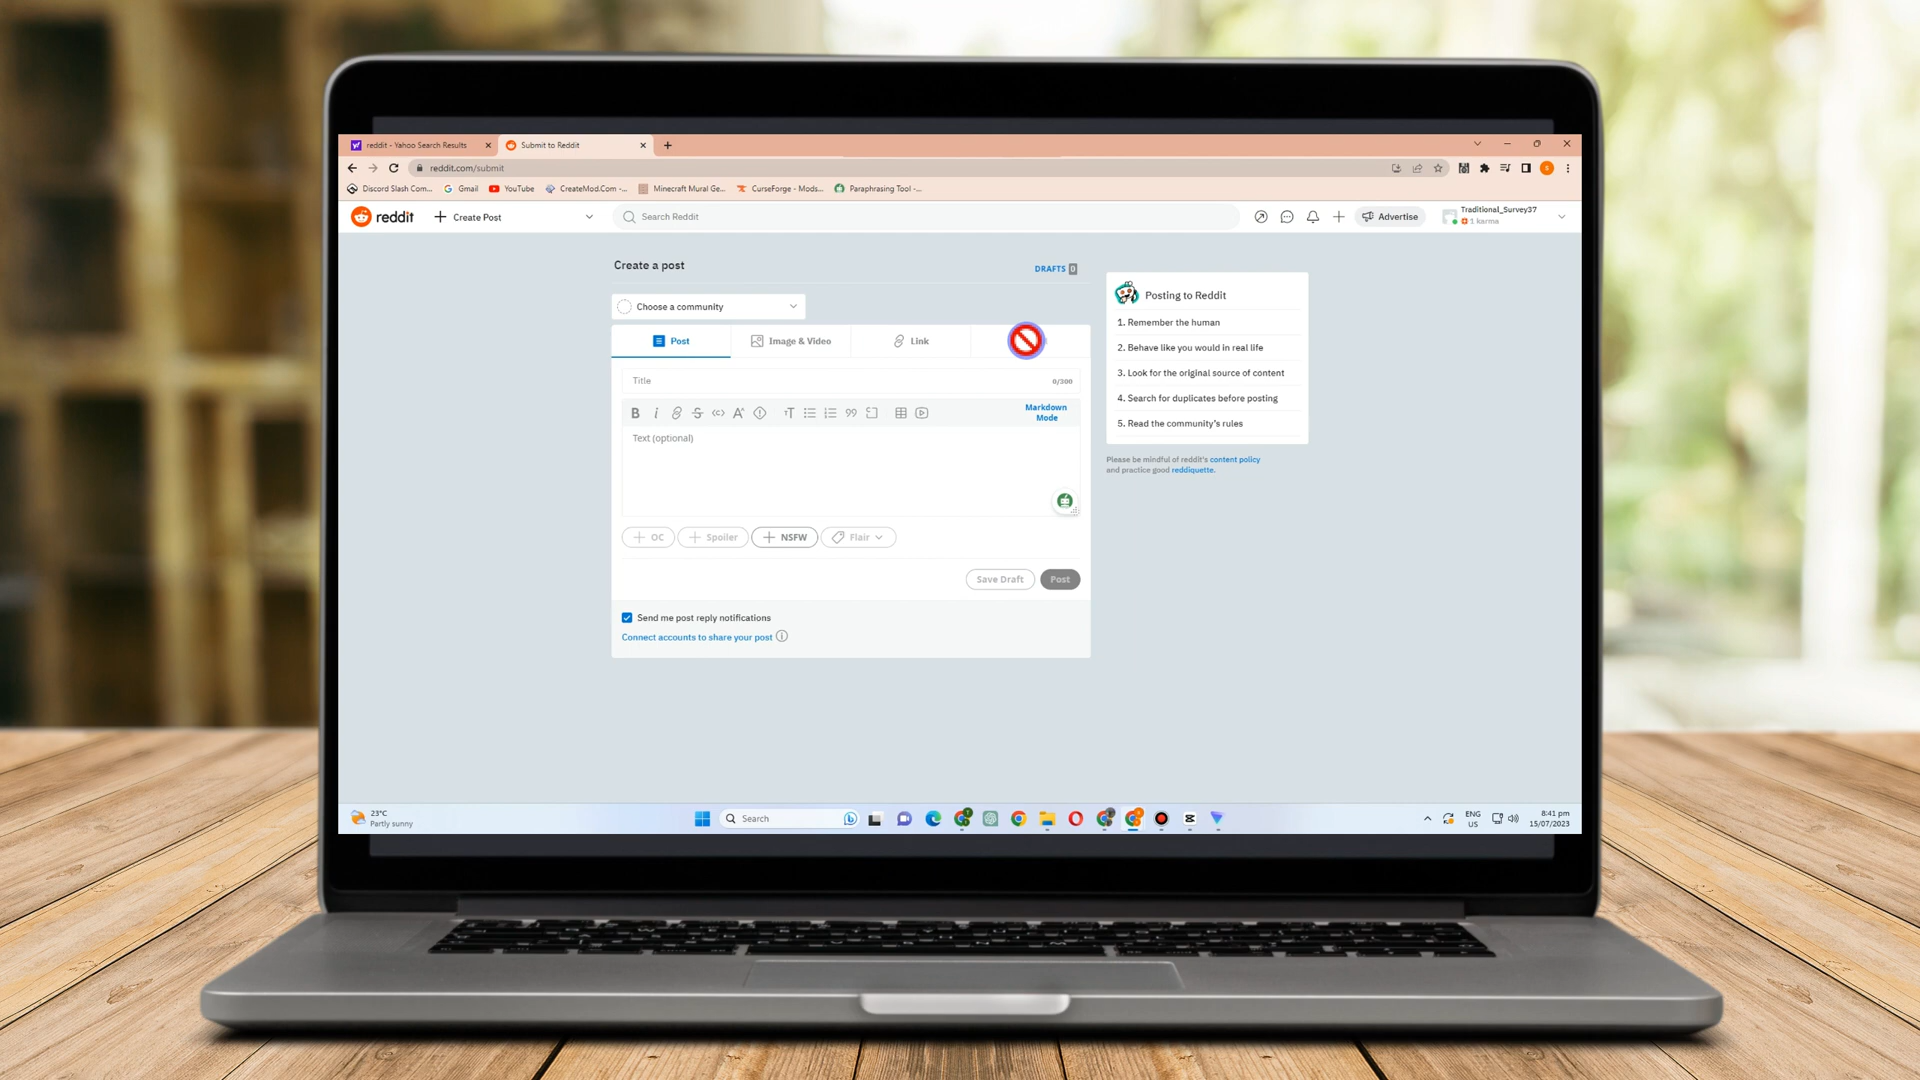 reddit - Yahoo Search Results
Submit to Reddit
reddit.com/submit
Discord Slash Com...
Gmail
YouTube
CreateMod.Com -...
Minecraft Mural Ge...
CurseForge - Mods...
Paraphrasing Tool -...
reddit
Create Post
Search Reddit
Advertise
Traditional_Survey37
1 karma
Create a post
DRAFTS 0
Choose a community
Post
Image & Video
Link
Title
0/300
Markdown
Mode
Text (optional)
OC
Spoiler
NSFW
Flair
Save Draft
Post
Send me post reply notifications
Connect accounts to share your post
Posting to Reddit
1. Remember the human
2. Behave like you would in real life
3. Look for the original source of content
4. Search for duplicates before posting
5. Read the community's rules
Please be mindful of reddit's content policy
and practice good reddiquette.
23°C
Partly sunny
Search
ENG
US
8:41 pm
15/07/2023